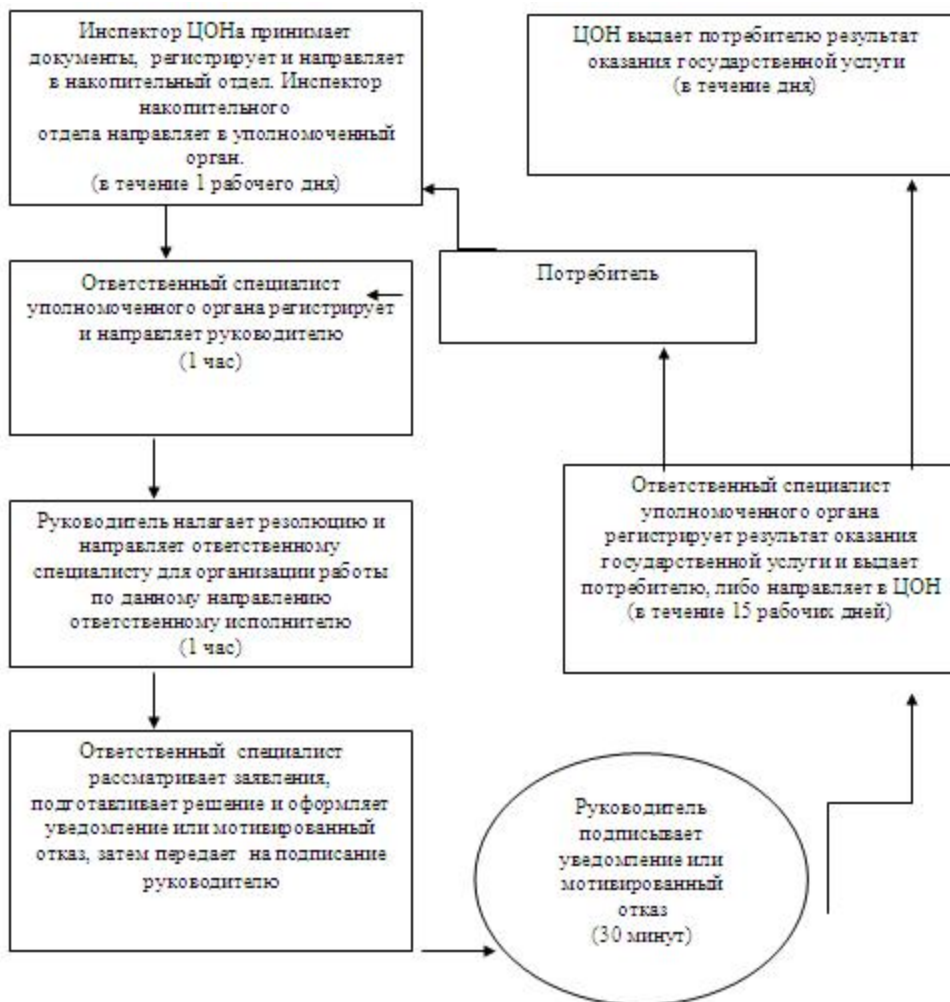 Инспектор ЦОНа принимает
документы, регистрирует и направляет
в накопительный отдел. Инспектор
накопительного
отдела направляет в уполномоченный
орган.
(в течение 1 рабочего дня)
ЦОН выдает потребителю результат
оказания государственной услуги
(в течение дня)
Потребитель
Ответственный специалист
уполномоченного органа регистрирует
и направляет руководителю
(1 час)
Руководитель налагает резолюцию и
направляет ответственному
специалисту для организации работы
по данному направлению
ответственному исполнителю
(1 час)
Ответственный специалист
уполномоченного органа
регистрирует результат оказания
государственной услуги и выдает
потребителю, либо направляет в ЦОН
(в течение 15 рабочих дней)
Ответственный специалист
рассматривает заявления,
подготавливает решение и оформляет
уведомление или мотивированный
отказ, затем передает на подписание
руководителю
Руководитель
подписывает
уведомление или
мотивированный
отказ
(30 минут)